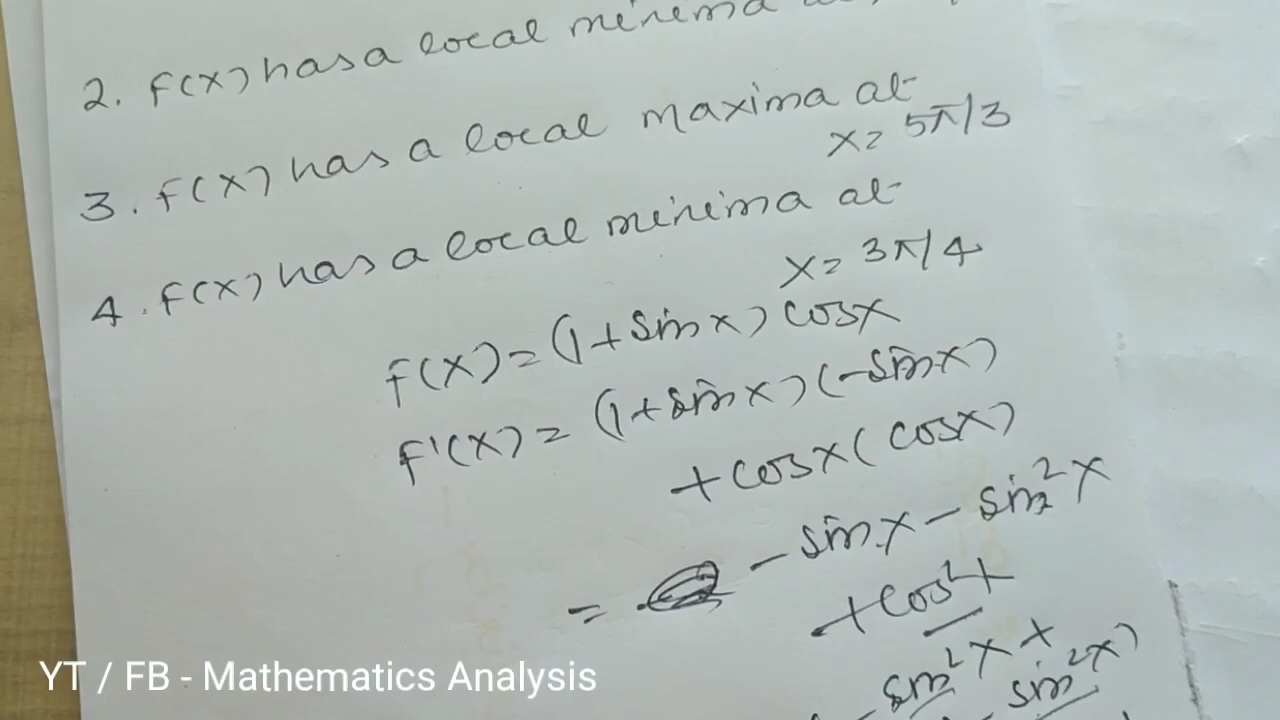 2. f(x) has a local minima
3. f(x) has a local maxima at
x = 5π/3
4. f(x) has a local minima at
x = 3π/4
f(x) = (1+sin x) cos x
f'(x) = (1+sin x) (-sin x)
+ cos x ( cos x)
= - sin x - sin²x
+ cos²x
sin²x +
sin²x)
YT / FB - Mathematics Analysis